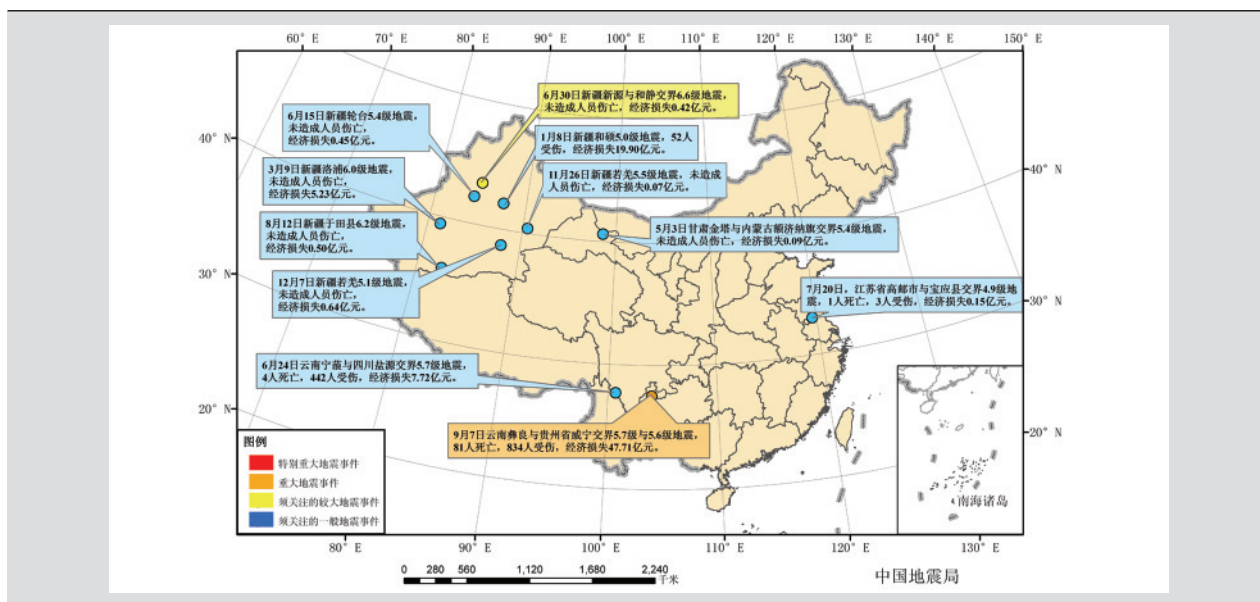 60° E 70° E 80° E 90° E 100° E 110° E 120° E 130° E 140° E 150° E
6月30日新疆新源与和静交界6.6级地震，
未造成人员伤亡，经济损失0.42亿元。
6月15日新疆轮台5.4级地震，
未造成人员伤亡，
经济损失0.45亿元。
1月8日新疆和硕5.0级地震，52人
受伤，经济损失19.90亿元。
40° N
3月9日新疆洛浦6.0级地震，
未造成人员伤亡，
经济损失5.23亿元。
11月26日新疆若羌5.5级地震，未造成
人员伤亡，经济损失0.07亿元。
40° N
8月12日新疆于田县6.2级地震，
未造成人员伤亡，
经济损失0.50亿元。
5月3日甘肃金塔与内蒙古额济纳旗交界5.4级地震，
未造成人员伤亡，经济损失0.09亿元。
30° N
12月7日新疆若羌5.1级地震，
未造成人员伤亡，
经济损失0.64亿元。
7月20日，江苏省高邮市与宝应县交界4.9级地
震，1人死亡，3人受伤，经济损失0.15亿元。
30° N
6月24日云南宁蒗与四川盐源交界5.7级地震，
4人死亡，442人受伤，经济损失7.72亿元。
20° N
9月7日云南彝良与贵州省威宁交界5.7级与5.6级地震，
81人死亡，834人受伤，经济损失47.71亿元。
20° N
图例
特别重大地震事件
重大地震事件
须关注的较大地震事件
须关注的一般地震事件
南海诸岛
80° E 90° E 100° E 110° E 120° E 130° E
0 280 560 1,120 1,680 2,240
千米
中国地震局